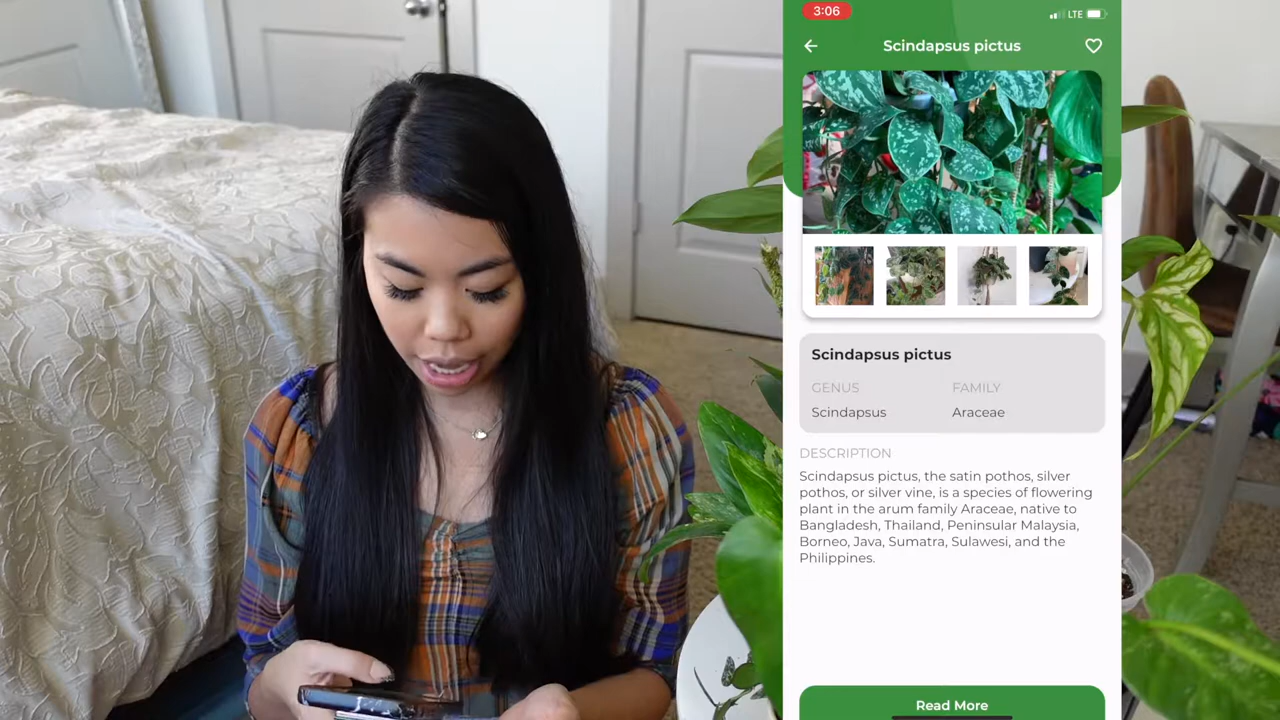 3:06
LTE
Scindapsus pictus
Scindapsus pictus
GENUS FAMILY
Scindapsus Araceae
DESCRIPTION
Scindapsus pictus, the satin pothos, silver
pothos, or silver vine, is a species of flowering
plant in the arum family Araceae, native to
Bangladesh, Thailand, Peninsular Malaysia,
Borneo, Java, Sumatra, Sulawesi, and the
Philippines.
Read More